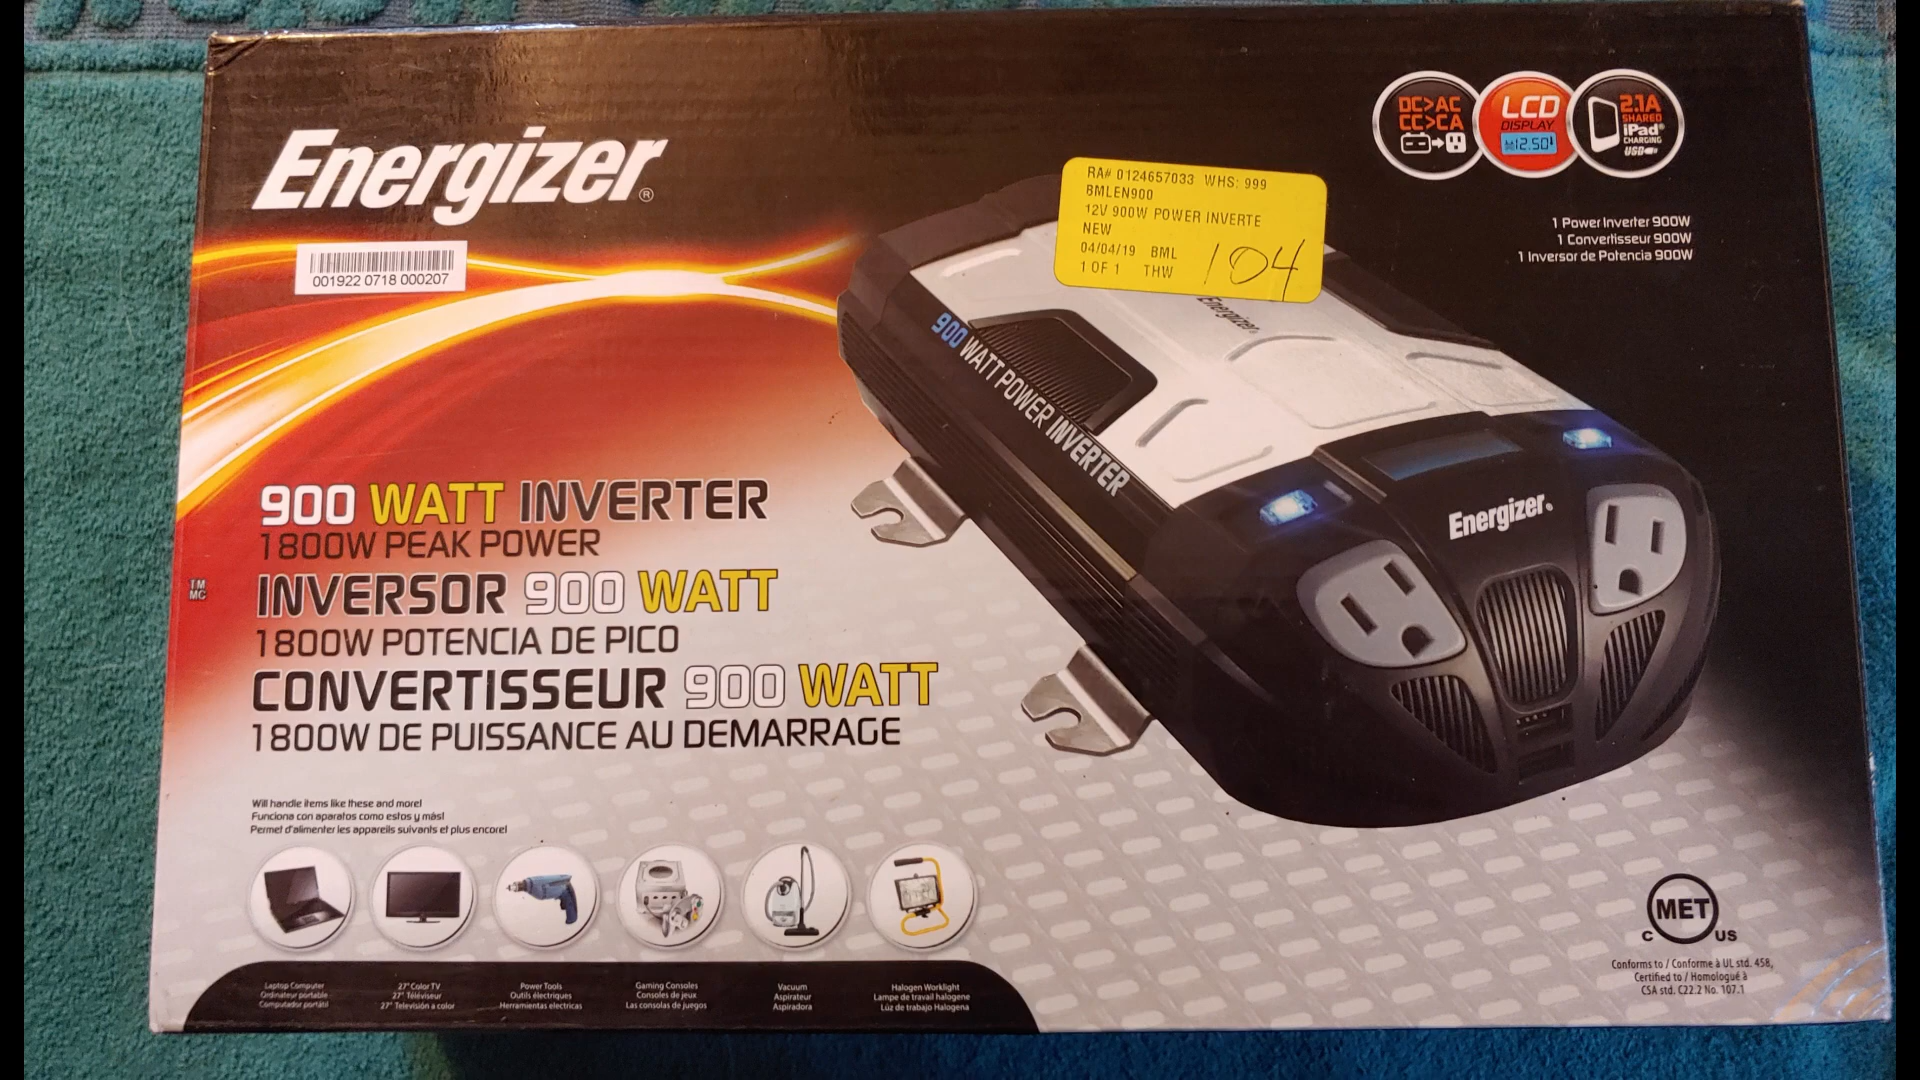 Energizer®
001922 0718 000207
RA# 0124657033 WHS: 999
BMLEN900
12V 900W POWER INVERTE
NEW
04/04/19 BML
1 OF 1 THW
104
DC>AC
CC>CA
LCD
DISPLAY
12.50
2.1A
SHARED
iPad®
CHARGING
USB
1 Power Inverter 900W
1 Convertisseur 900W
1 Inversor de Potencia 900W
Energizer.
900 WATT POWER INVERTER
Energizer.
900 WATT INVERTER
1800W PEAK POWER
TM
MC
INVERSOR 900 WATT
1800W POTENCIA DE PICO
CONVERTISSEUR 900 WATT
1800W DE PUISSANCE AU DEMARRAGE
Will handle items like these and more!
Funciona con aparatos como estos y más!
Permet d'alimenter les appareils suivants et plus encore!
Laptop Computer
Ordinateur portable
Computador portátil
27" Color TV
27" Téléviseur
27" Televisión a color
Power Tools
Outils électriques
Herramientas electricas
Gaming Consoles
Consoles de jeux
Las consolas de juegos
Vacuum
Aspirateur
Aspiradora
Halogen Worklight
Lampe de travail halogene
Lúz de trabajo Halogena
MET
C US
Conforms to / Conforme à UL std. 458,
Certified to / Homologué à
CSA std. C22.2 No. 107.1